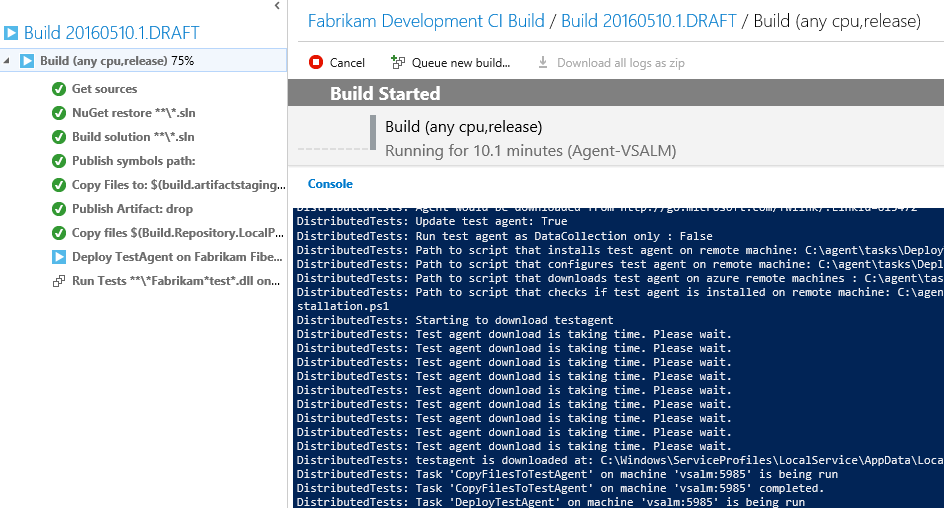 Build 20160510.1.DRAFT
Build (any cpu,release) 75%
Get sources
NuGet restore **\*.sln
Build solution **\*.sln
Publish symbols path:
Copy Files to: $(build.artifactstaging...
Publish Artifact: drop
Copy files $(Build.Repository.LocalP...
Deploy TestAgent on Fabrikam Fibe...
Run Tests **\*Fabrikam*test*.dll on...
Fabrikam Development CI Build / Build 20160510.1.DRAFT / Build (any cpu,release)
Cancel Queue new build... Download all logs as zip
Build Started
Build (any cpu,release)
Running for 10.1 minutes (Agent-VSALM)
Console
DistributedTests: Agent would be downloaded from
DistributedTests: Update test agent: True
DistributedTests: Run test agent as DataCollection only : False
DistributedTests: Path to script that installs test agent on remote machine: C:\agent\tasks\Deploy
DistributedTests: Path to script that configures test agent on remote machine: C:\agent\tasks\Depl
DistributedTests: Path to script that downloads test agent on azure remote machines : C:\agent\tas
DistributedTests: Path to script that checks if test agent is installed on remote machine: C:\agen
stallation.ps1
DistributedTests: Starting to download testagent
DistributedTests: Test agent download is taking time. Please wait.
DistributedTests: Test agent download is taking time. Please wait.
DistributedTests: Test agent download is taking time. Please wait.
DistributedTests: Test agent download is taking time. Please wait.
DistributedTests: Test agent download is taking time. Please wait.
DistributedTests: Test agent download is taking time. Please wait.
DistributedTests: Test agent download is taking time. Please wait.
DistributedTests: Test agent download is taking time. Please wait.
DistributedTests: Test agent download is taking time. Please wait.
DistributedTests: testagent is downloaded at: C:\Windows\ServiceProfiles\LocalService\AppData\Loca
DistributedTests: Task 'CopyFilesToTestAgent' on machine 'vsalm:5985' is being run
DistributedTests: Task 'CopyFilesToTestAgent' on machine 'vsalm:5985' completed.
DistributedTests: Task 'DeployTestAgent' on machine 'vsalm:5985' is being run